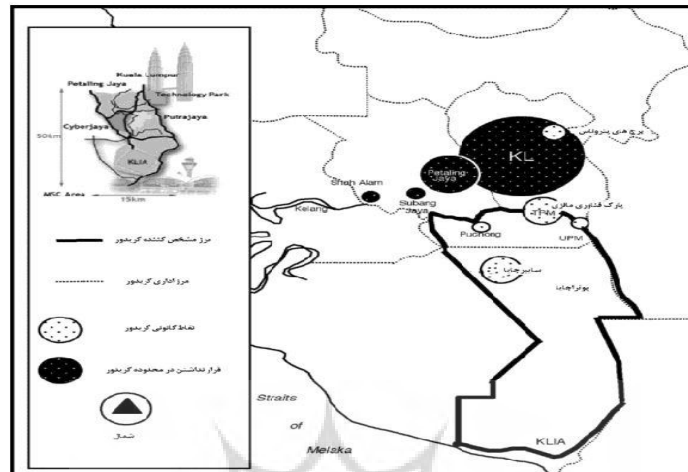 Kuala Lumpur
Petaling Jaya
Technology Park
Putrajaya
Cyberjaya
50km
KLIA
MSC Area
15km
مرز مشخص کننده کریدور
مرز اداری کریدور
نقاط کانونی کریدور
قرار نداشتن در محدوده کریدور
شمال
برج های پتروناس
KL
Petaling
Jaya
Shah Alam
Subang
Jaya
Kelang
پارک فناوری مالزی
TPM
Puchong
UPM
سایبرجایا
پوتراجایا
Straits
of
Melaka
KLIA